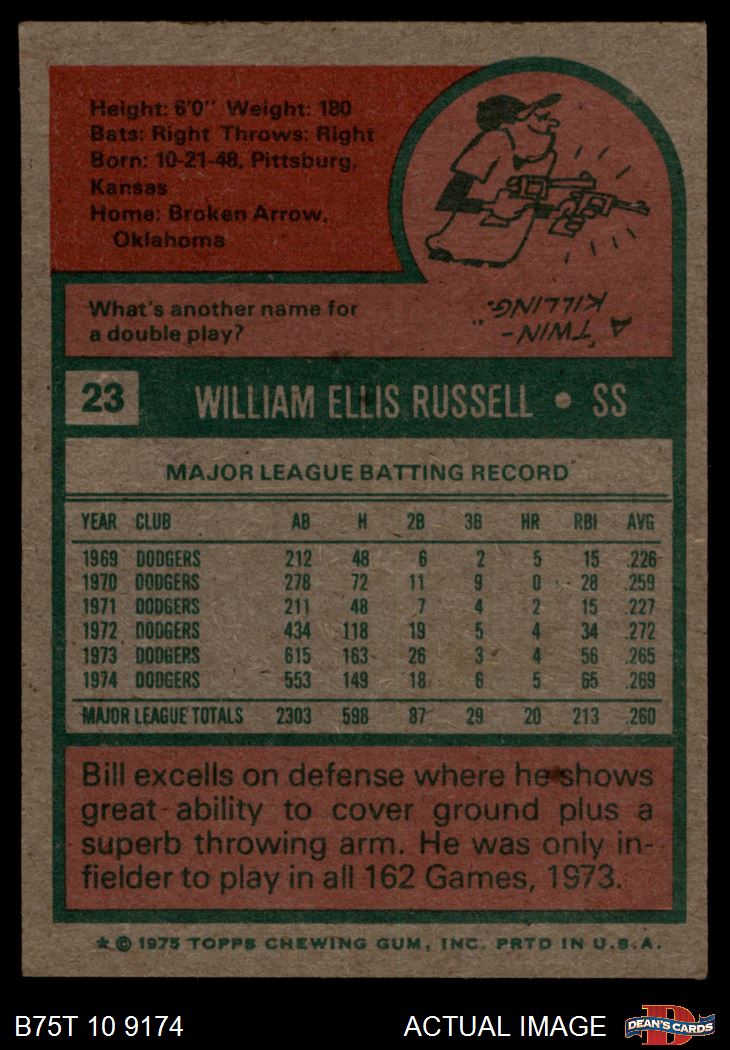 Height: 6'0" Weight: 180
Bats: Right Throws: Right
Born: 10-21-48, Pittsburg,
Kansas
Home: Broken Arrow,
Oklahoma
What's another name for
a double play?
A "TWIN-
KILLING."
23 WILLIAM ELLIS RUSSELL • SS
MAJOR LEAGUE BATTING RECORD
YEAR CLUB AB H 2B 3B HR RBI AVG
1969 DODGERS 212 48 6 2 5 15 .226
1970 DODGERS 278 72 11 9 0 28 .259
1971 DODGERS 211 48 7 4 2 15 .227
1972 DODGERS 434 118 19 5 4 34 .272
1973 DODGERS 615 163 26 3 4 56 .265
1974 DODGERS 553 149 18 6 5 65 .269
MAJOR LEAGUE TOTALS 2303 598 87 29 20 213 .260
Bill excells on defense where he shows
great ability to cover ground plus a
superb throwing arm. He was only in-
fielder to play in all 162 Games, 1973.
* © 1975 TOPPS CHEWING GUM, INC. PRTD IN U.S.A.
B75T 10 9174 ACTUAL IMAGE DEAN'S CARDS